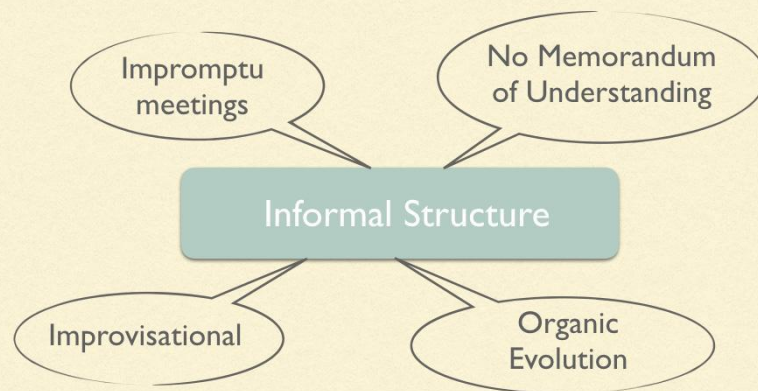 Impromptu
meetings
No Memorandum
of Understanding
Informal Structure
Improvisational
Organic
Evolution